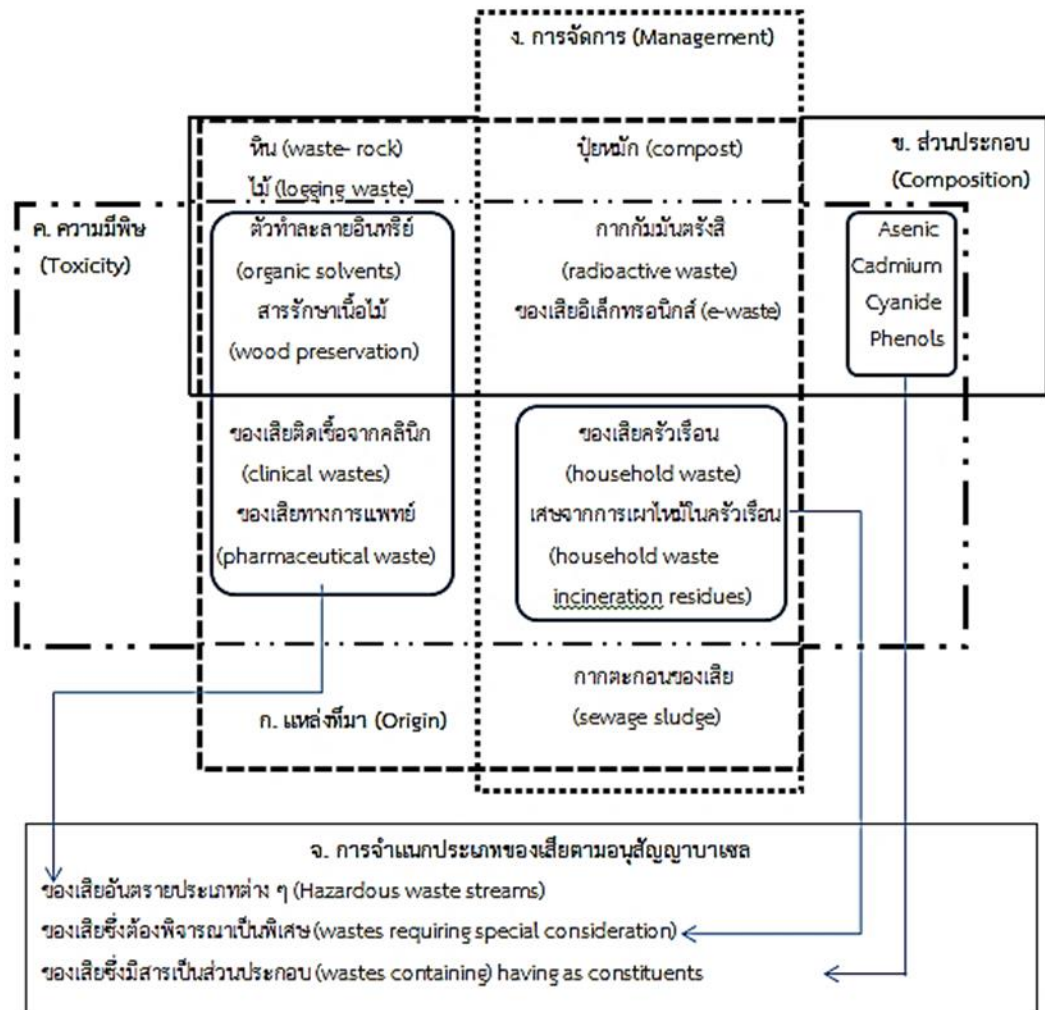 ง. การจัดการ (Management)
หิน (waste- rock)
ไม้ (logging waste)
ปุ๋ยหมัก (compost)
ข. ส่วนประกอบ
(Composition)
ค. ความมีพิษ
(Toxicity)
ตัวทำละลายอินทรีย์
(organic solvents)
สารรักษาเนื้อไม้
(wood preservation)
กากกัมมันตรังสี
(radioactive waste)
ของเสียอิเล็กทรอนิกส์ (e-waste)
Asenic
Cadmium
Cyanide
Phenols
ของเสียติดเชื้อจากคลินิก
(clinical wastes)
ของเสียทางการแพทย์
(pharmaceutical waste)
ของเสียครัวเรือน
(household waste)
เศษจากการเผาไหม้ในครัวเรือน
(household waste
incineration residues)
ก. แหล่งที่มา (Origin)
กากตะกอนของเสีย
(sewage sludge)
จ. การจำแนกประเภทของเสียตามอนุสัญญาบาเซล
ของเสียอันตรายประเภทต่าง ๆ (Hazardous waste streams)
ของเสียซึ่งต้องพิจารณาเป็นพิเศษ (wastes requiring special consideration)
ของเสียซึ่งมีสารเป็นส่วนประกอบ (wastes containing) having as constituents